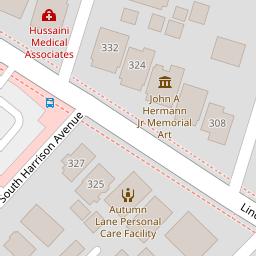 Hussaini
Medical
Associates
332
324
John A
Hermann
Jr Memorial
Art
308
South Harrison Avenue
327
325
Autumn
Lane Personal
Care Facility